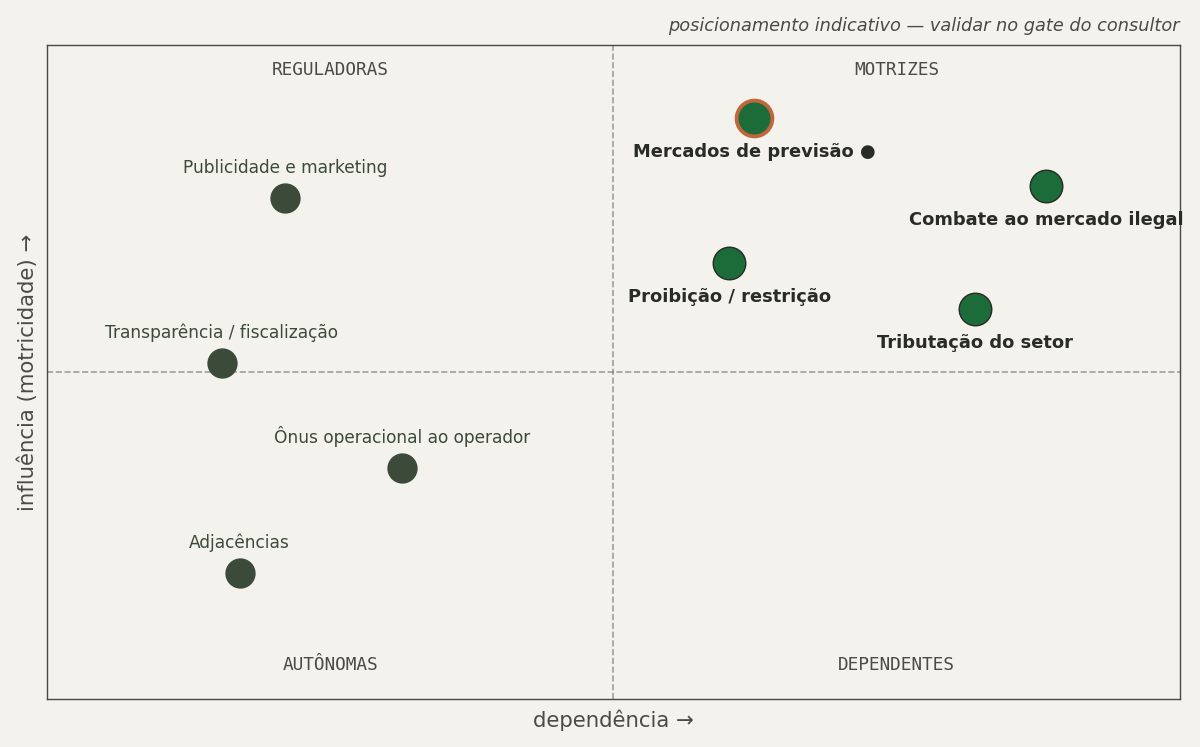 posicionamento indicativo — validar no gate do consultor
REGULADORAS
MOTRIZES
Mercados de previsão ●
Publicidade e marketing
Combate ao mercado ilegal
Proibição / restrição
Transparência / fiscalização
Tributação do setor
Ônus operacional ao operador
Adjacências
AUTÔNOMAS
DEPENDENTES
influência (motricidade) →
dependência →